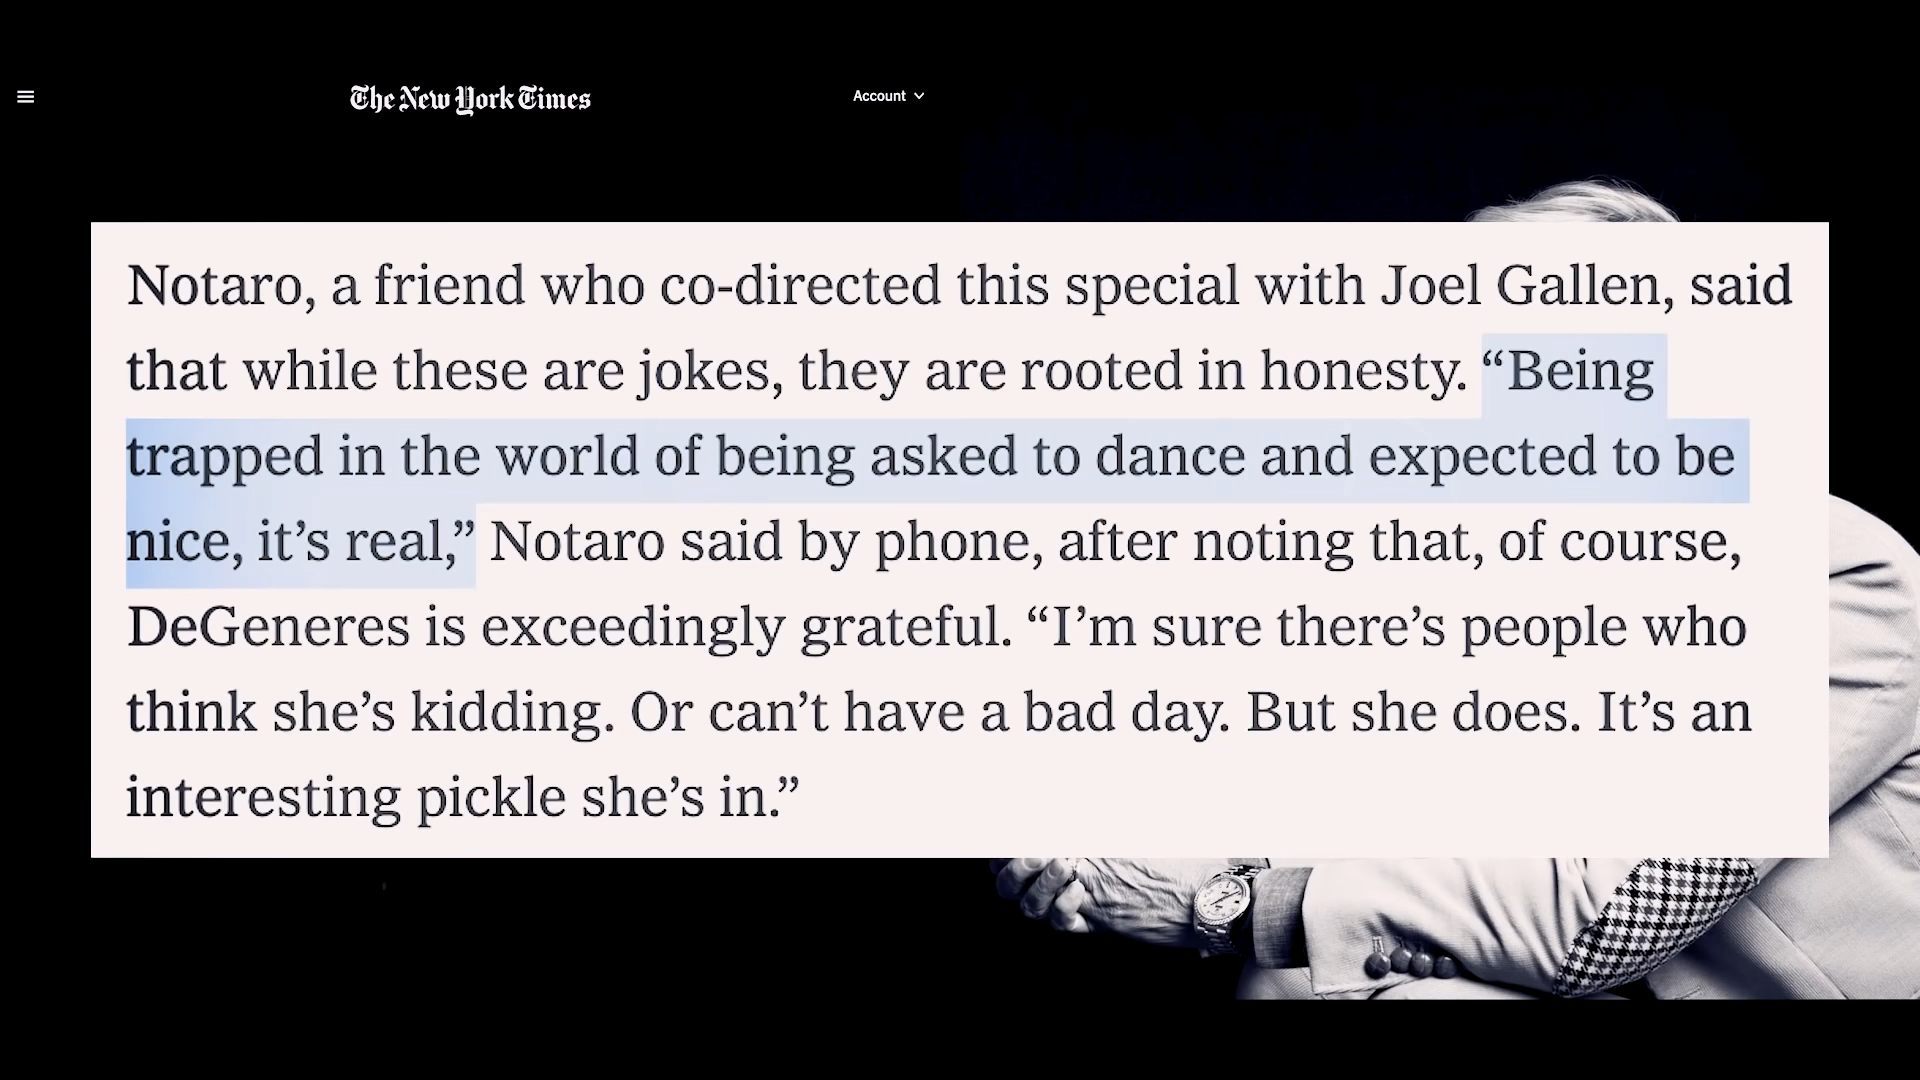 The New York Times
Account
Notaro, a friend who co-directed this special with Joel Gallen, said
that while these are jokes, they are rooted in honesty. “Being
trapped in the world of being asked to dance and expected to be
nice, it’s real,” Notaro said by phone, after noting that, of course,
DeGeneres is exceedingly grateful. “I’m sure there’s people who
think she’s kidding. Or can’t have a bad day. But she does. It’s an
interesting pickle she’s in.”